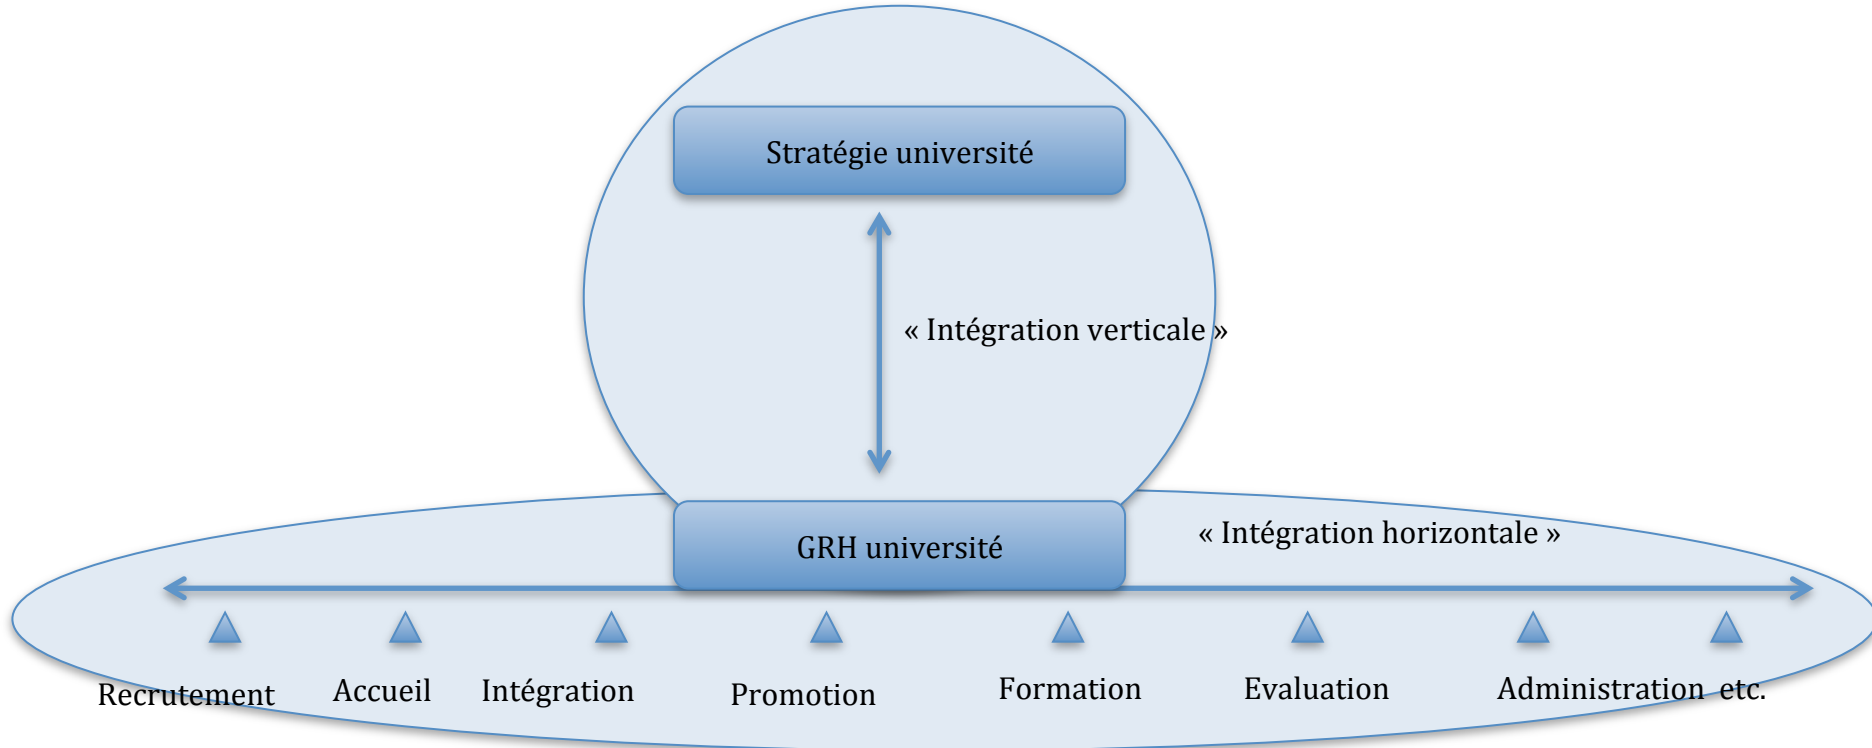 Stratégie université
« Intégration verticale »
GRH université
« Intégration horizontale »
Recrutement Accueil Intégration Promotion Formation Evaluation Administration etc.